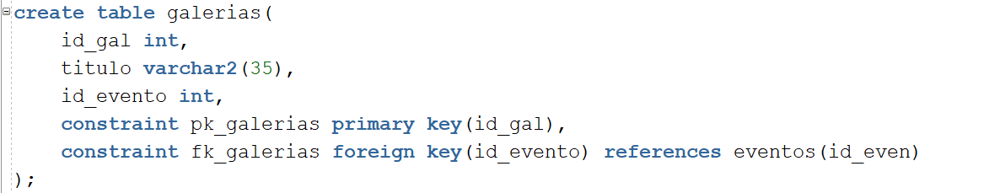 create table galerias(
    id_gal int,
    titulo varchar2(35),
    id_evento int,
    constraint pk_galerias primary key(id_gal),
    constraint fk_galerias foreign key(id_evento) references eventos(id_even)
);